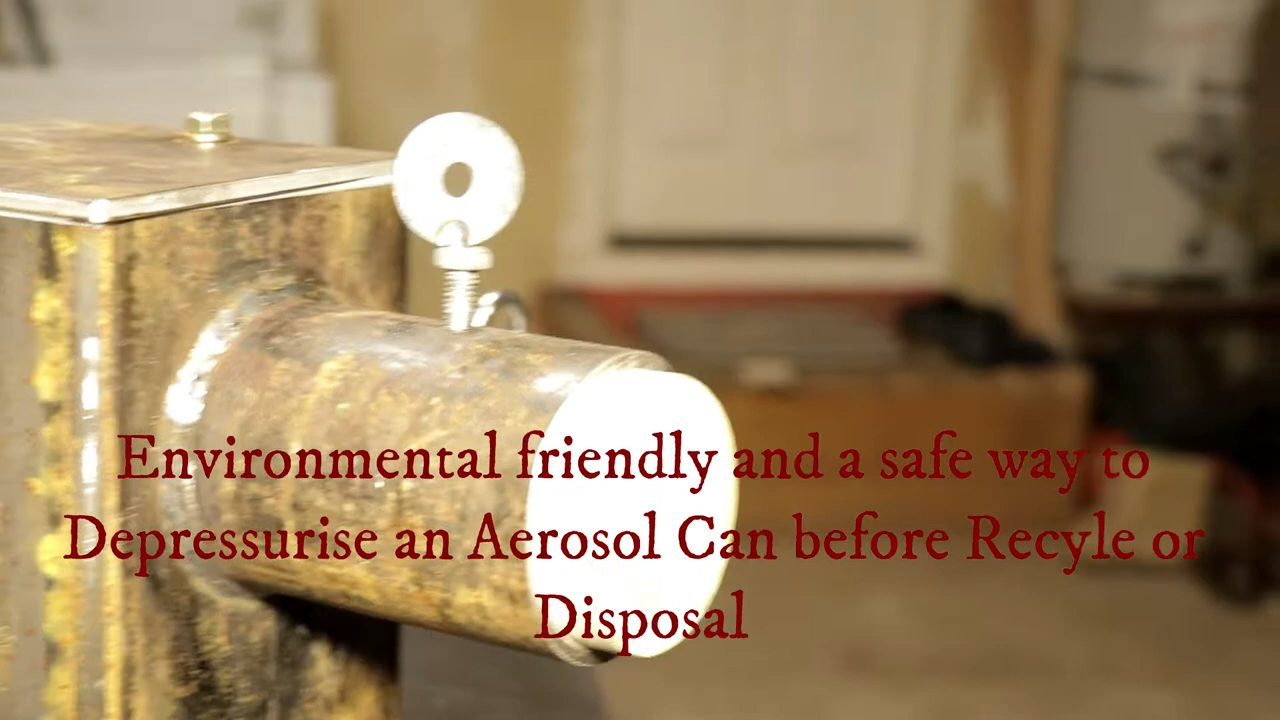 Environmental friendly and a safe way to
Depressurise an Aerosol Can before Recyle or
Disposal